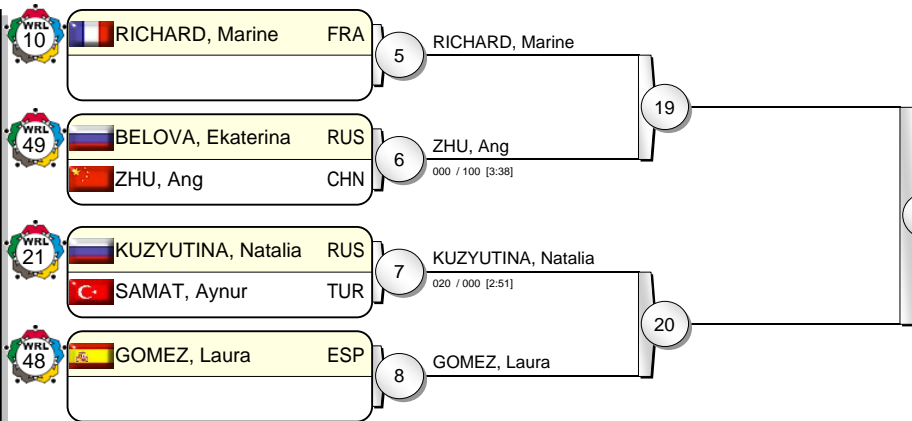 WRL
10
RICHARD, Marine FRA
5
RICHARD, Marine
19
WRL
49
BELOVA, Ekaterina RUS
ZHU, Ang CHN
6
ZHU, Ang
000 / 100 [3:38]
WRL
21
KUZYUTINA, Natalia RUS
SAMAT, Aynur TUR
7
KUZYUTINA, Natalia
020 / 000 [2:51]
20
WRL
48
GOMEZ, Laura ESP
8
GOMEZ, Laura